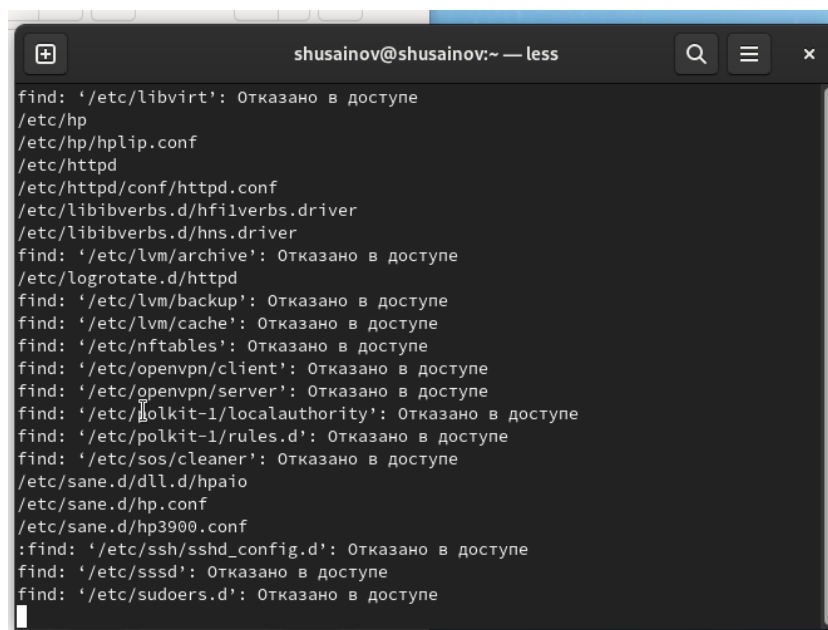 shusainov@shusainov:~ — less
find: ‘/etc/libvirt’: Отказано в доступе
/etc/hp
/etc/hp/hplip.conf
/etc/httpd
/etc/httpd/conf/httpd.conf
/etc/libibverbs.d/hfi1verbs.driver
/etc/libibverbs.d/hns.driver
find: ‘/etc/lvm/archive’: Отказано в доступе
/etc/logrotate.d/httpd
find: ‘/etc/lvm/backup’: Отказано в доступе
find: ‘/etc/lvm/cache’: Отказано в доступе
find: ‘/etc/nftables’: Отказано в доступе
find: ‘/etc/openvpn/client’: Отказано в доступе
find: ‘/etc/openvpn/server’: Отказано в доступе
find: ‘/etc/polkit-1/localauthority’: Отказано в доступе
find: ‘/etc/polkit-1/rules.d’: Отказано в доступе
find: ‘/etc/sos/cleaner’: Отказано в доступе
/etc/sane.d/dll.d/hpaio
/etc/sane.d/hp.conf
/etc/sane.d/hp3900.conf
:find: ‘/etc/ssh/sshd_config.d’: Отказано в доступе
find: ‘/etc/sssd’: Отказано в доступе
find: ‘/etc/sudoers.d’: Отказано в доступе